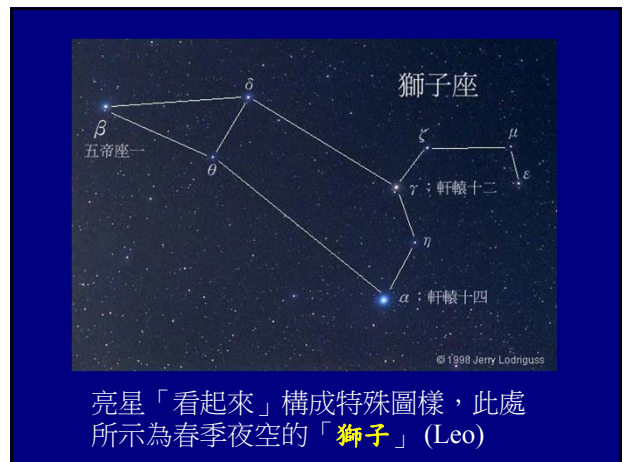 獅子座
δ
β
五帝座一
θ
ζ
μ
ε
γ；軒轅十二
η
α；軒轅十四
© 1998 Jerry Lodriguss
亮星「看起來」構成特殊圖樣，此處
所示為春季夜空的「獅子」(Leo)